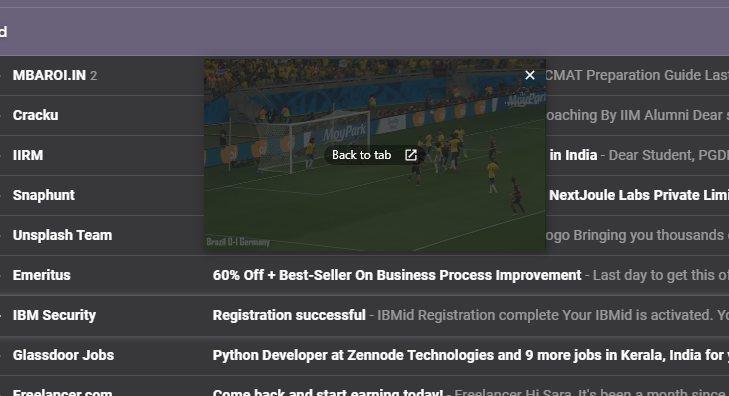 d
MBAROI.IN 2
CMAT Preparation Guide Last
Cracku
oaching By IIM Alumni Dear s
IIRM
in India - Dear Student, PGD
Snaphunt
NextJoule Labs Private Limi
Unsplash Team
ogo Bringing you thousands o
MoyPark
MoyPark
Back to tab
Brazil 0-1 Germany
Emeritus
60% Off + Best-Seller On Business Process Improvement - Last day to get this of
IBM Security
Registration successful - IBMid Registration complete Your IBMid is activated. Yo
Glassdoor Jobs
Python Developer at Zennode Technologies and 9 more jobs in Kerala, India for y
Freelancer.com
Come back and start earning today! - Freelancer Hi Sara, It's been a month since